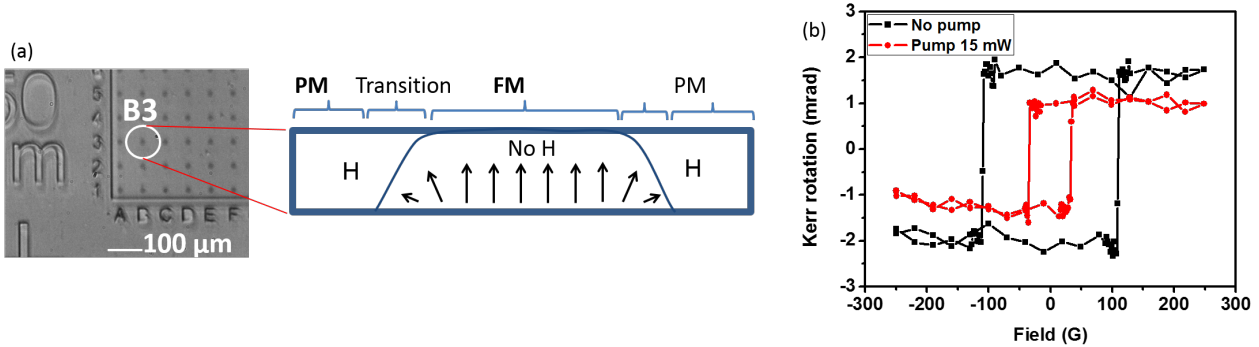 (a)
50
m
5
4
3
2
1
B3
A B C D E F
100 μm
PM Transition FM PM
No H
H H
(b)
No pump
Pump 15 mW
Kerr rotation (mrad)
3
2
1
0
-1
-2
-3
-300 -200 -100 0 100 200 300
Field (G)